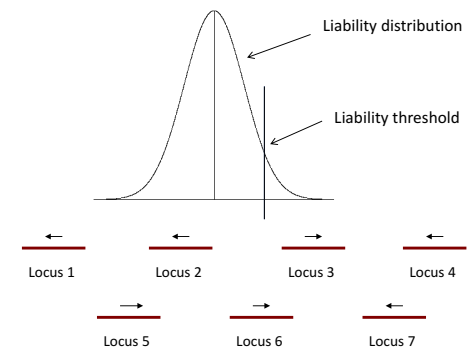 Liability distribution
Liability threshold
Locus 1
Locus 2
Locus 3
Locus 4
Locus 5
Locus 6
Locus 7